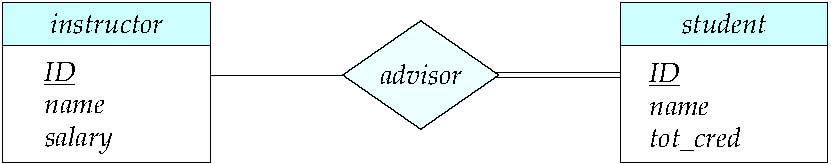 instructor
ID
name
salary
advisor
student
ID
name
tot_cred